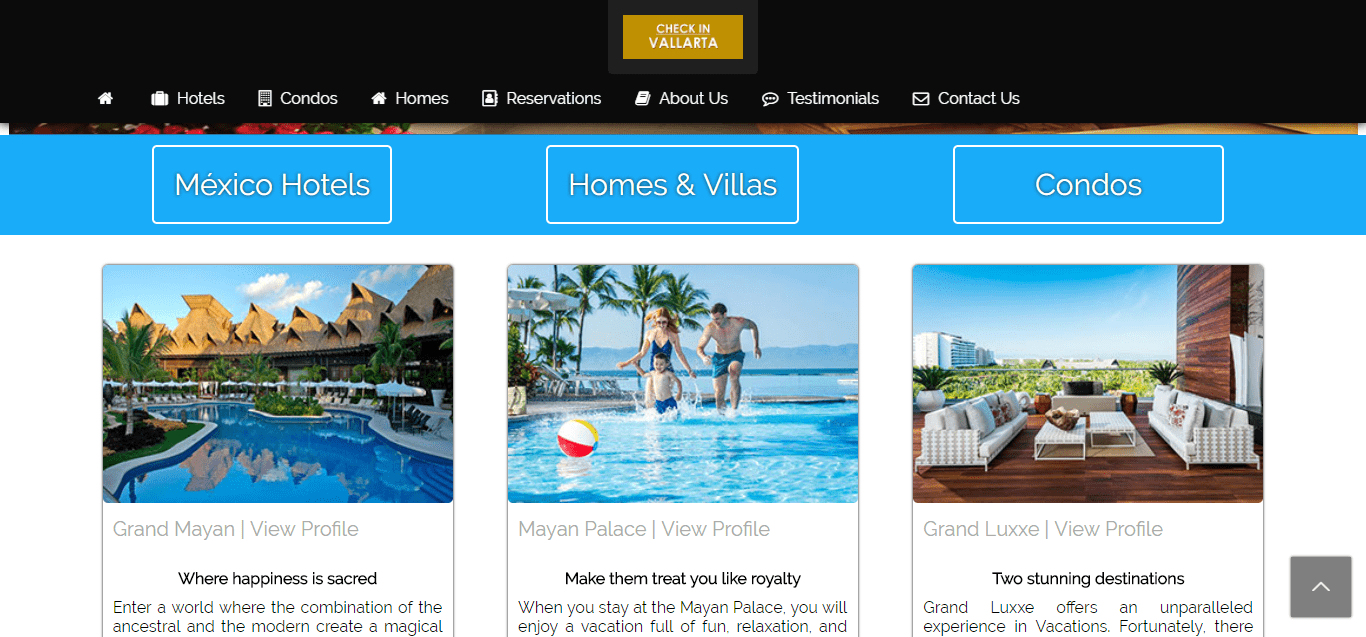 CHECK IN
VALLARTA
Hotels
Condos
Homes
Reservations
About Us
Testimonials
Contact Us
México Hotels
Homes & Villas
Condos
Grand Mayan | View Profile
Where happiness is sacred
Enter a world where the combination of the
ancestral and the modern create a magical
Mayan Palace | View Profile
Make them treat you like royalty
When you stay at the Mayan Palace, you will
enjoy a vacation full of fun, relaxation, and
Grand Luxxe | View Profile
Two stunning destinations
Grand Luxxe offers an unparalleled
experience in Vacations. Fortunately, there